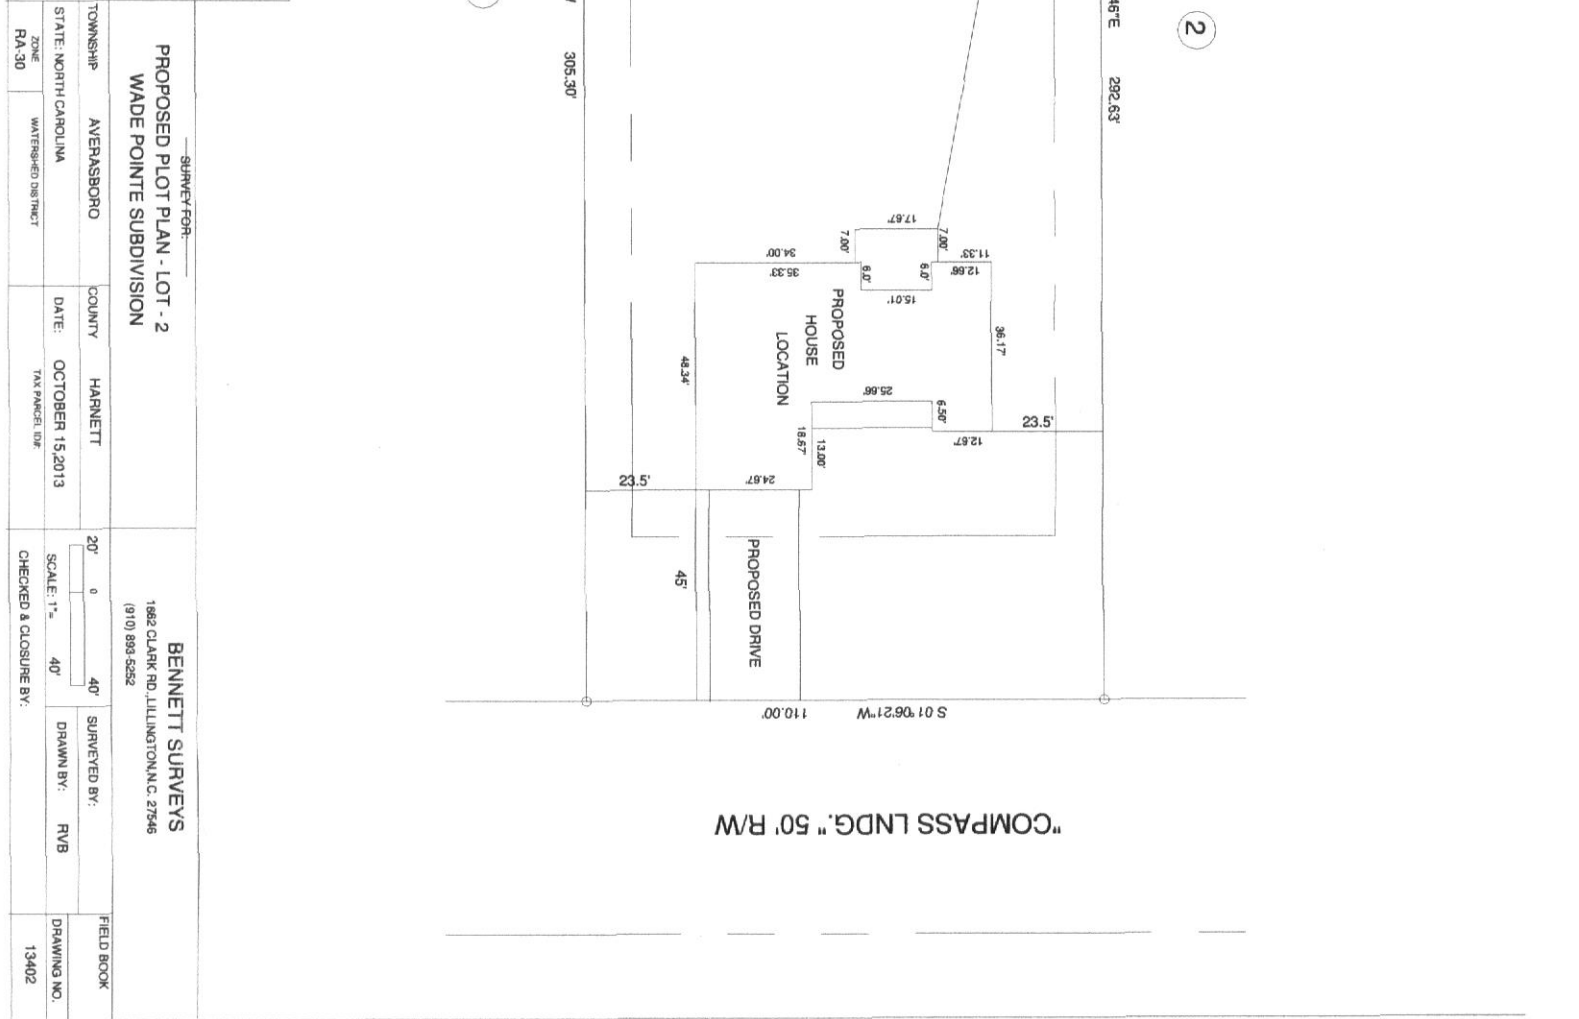 SURVEY FOR:
PROPOSED PLOT PLAN - LOT - 2
WADE POINTE SUBDIVISION
TOWNSHIP AVERASBORO
COUNTY HARNETT
STATE: NORTH CAROLINA
DATE: OCTOBER 15,2013
ZONE
RA-30
WATERSHED DISTRICT
TAX PARCEL ID#:
BENNETT SURVEYS
1662 CLARK RD.,LILLINGTON,N.C. 27546
(910) 893-5252
20' 0 40'
SCALE: 1"= 40'
SURVEYED BY:
DRAWN BY: RVB
CHECKED & CLOSURE BY:
FIELD BOOK
DRAWING NO.
13402
305.30'
46"E 292.63'
2
17.67'
7.00'
7.00'
11.33'
12.66'
34.00'
35.33'
6.0'
6.0'
15.01'
PROPOSED
HOUSE
LOCATION
36.17'
48.34'
25.66'
6.50'
12.67'
23.5'
18.67'
13.00'
24.67'
23.5'
45'
PROPOSED DRIVE
S 01°06'21"W 110.00'
"COMPASS LNDG." 50' R/W